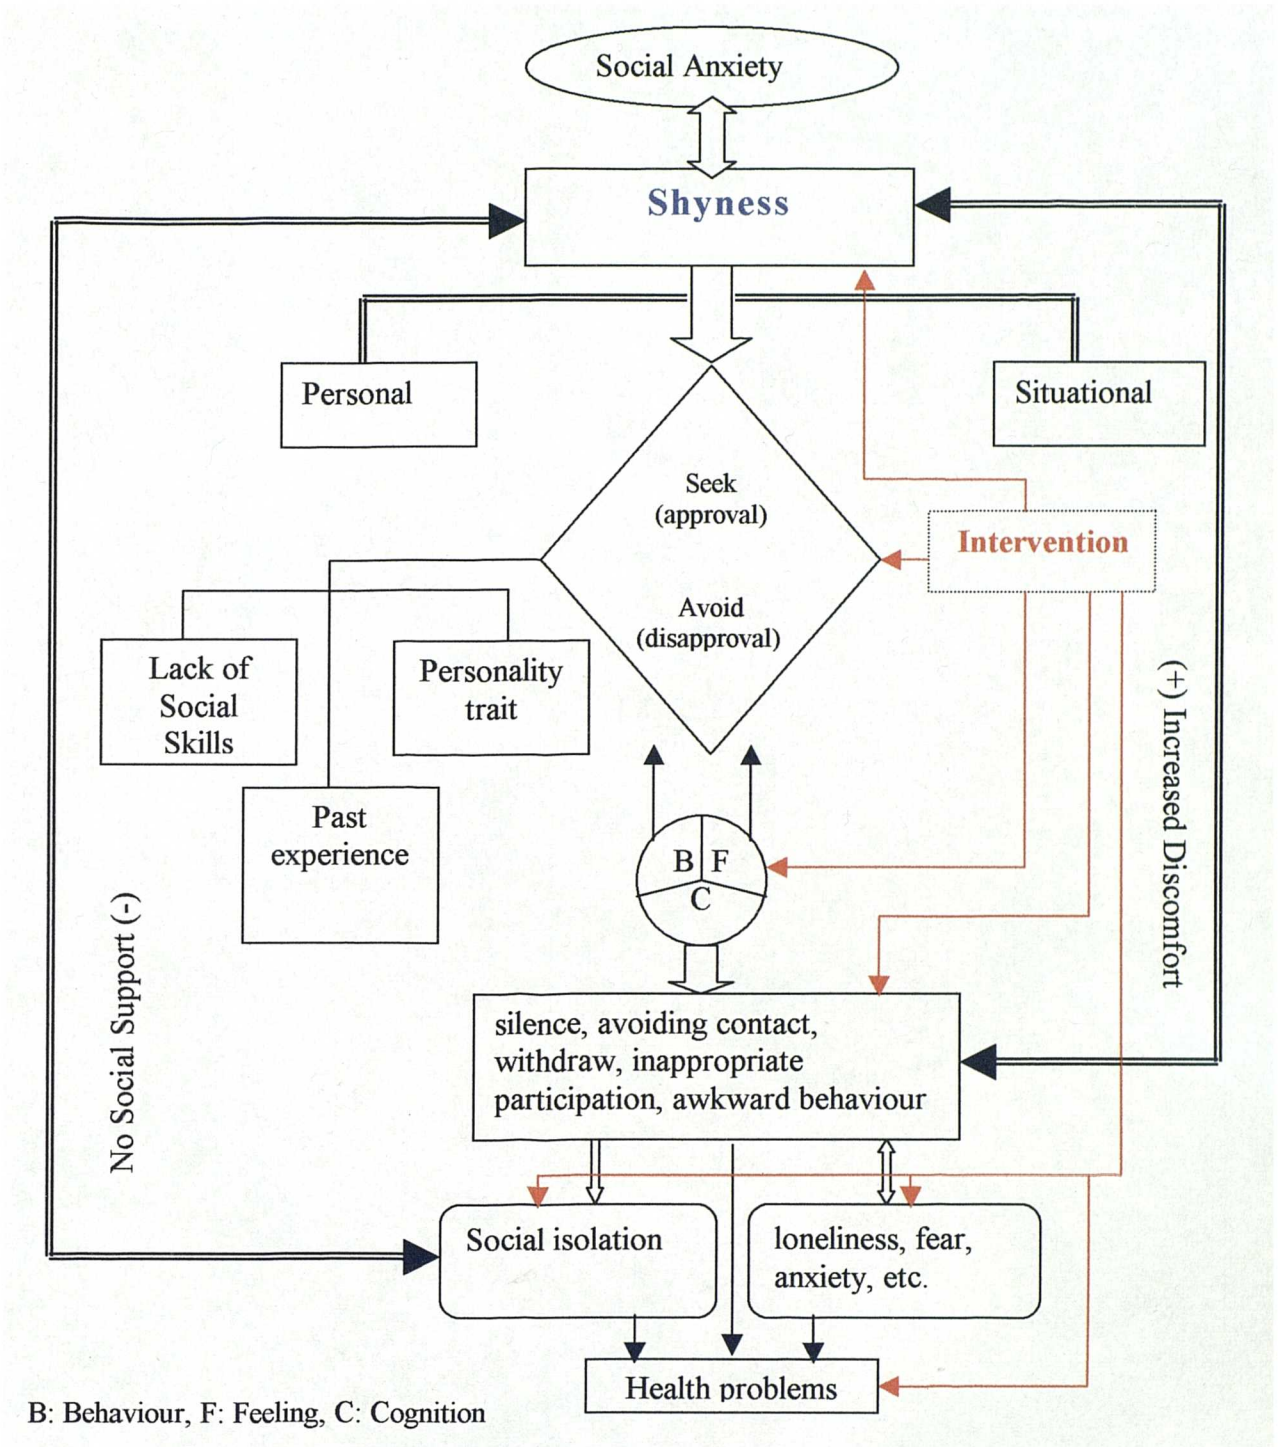 Social Anxiety
Shyness
Personal
Situational
Seek
(approval)
Intervention
Avoid
(disapproval)
Lack of
Social
Skills
Personality
trait
Past
experience
B F
C
(+) Increased Discomfort
No Social Support (-)
silence, avoiding contact,
withdraw, inappropriate
participation, awkward behaviour
Social isolation
loneliness, fear,
anxiety, etc.
Health problems
B: Behaviour, F: Feeling, C: Cognition